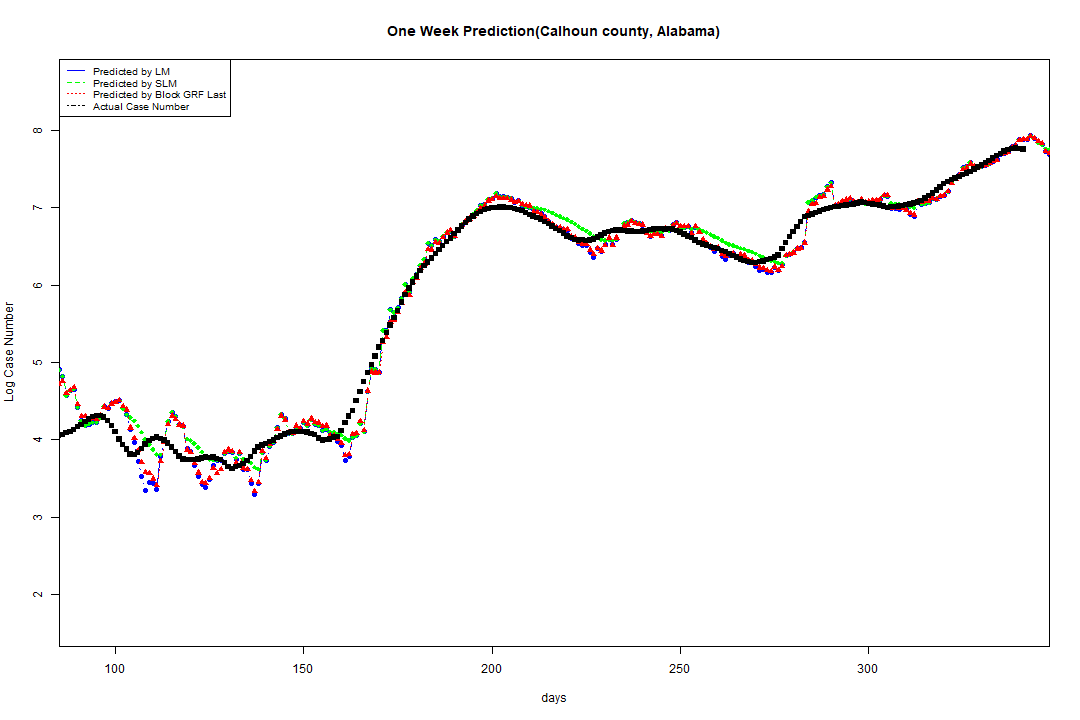 One Week Prediction(Calhoun county, Alabama)
Predicted by LM
Predicted by SLM
Predicted by Block GRF Last
Actual Case Number
8
7
6
5
4
3
2
Log Case Number
100 150 200 250 300
days